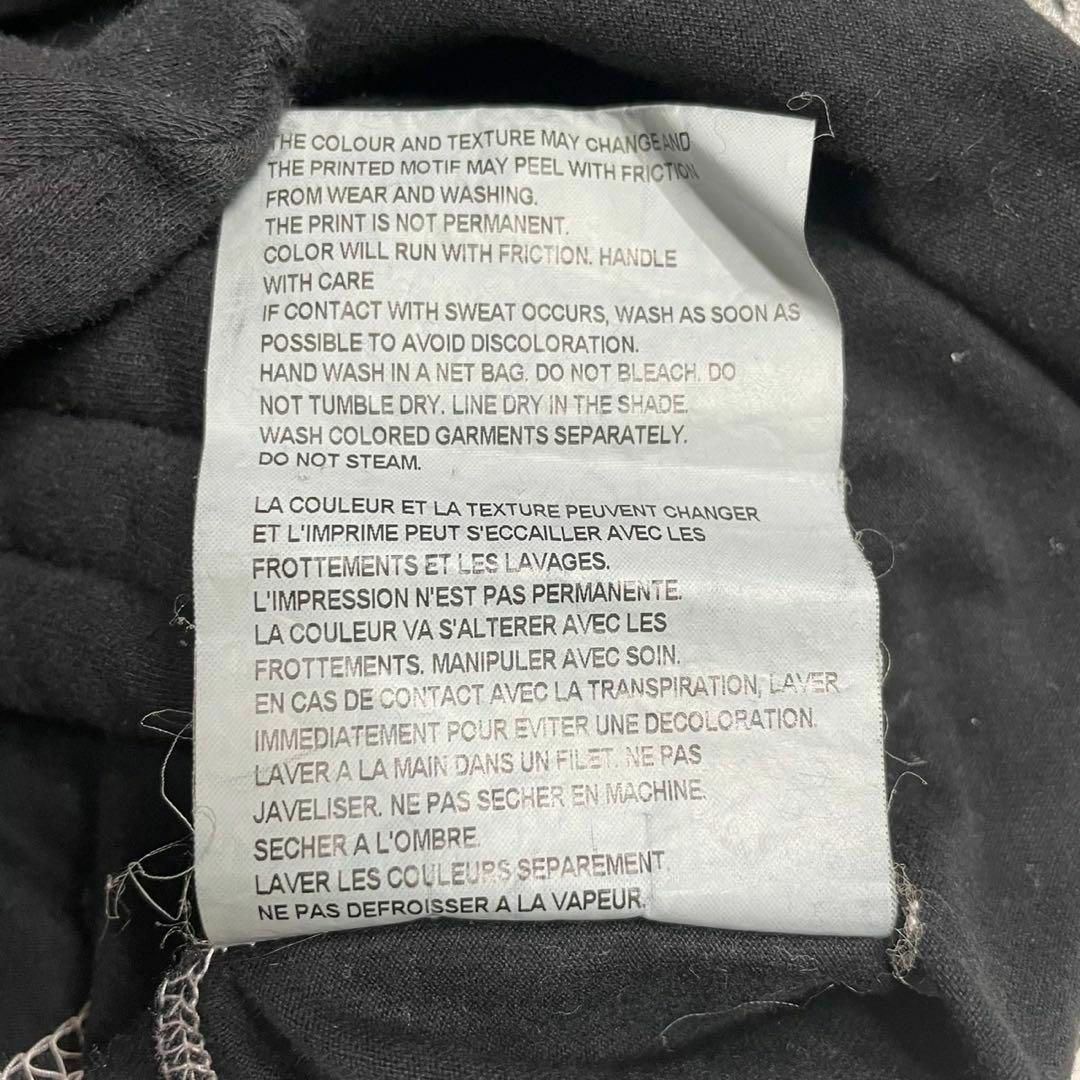 THE COLOUR AND TEXTURE MAY CHANGE AND
THE PRINTED MOTIF MAY PEEL WITH FRICTION
FROM WEAR AND WASHING.
THE PRINT IS NOT PERMANENT.
COLOR WILL RUN WITH FRICTION. HANDLE
WITH CARE
IF CONTACT WITH SWEAT OCCURS, WASH AS SOON AS
POSSIBLE TO AVOID DISCOLORATION.
HAND WASH IN A NET BAG. DO NOT BLEACH. DO
NOT TUMBLE DRY. LINE DRY IN THE SHADE.
WASH COLORED GARMENTS SEPARATELY.
DO NOT STEAM.
LA COULEUR ET LA TEXTURE PEUVENT CHANGER
ET L'IMPRIME PEUT S'ECCAILLER AVEC LES
FROTTEMENTS ET LES LAVAGES.
L'IMPRESSION N'EST PAS PERMANENTE.
LA COULEUR VA S'ALTERER AVEC LES
FROTTEMENTS. MANIPULER AVEC SOIN.
EN CAS DE CONTACT AVEC LA TRANSPIRATION, LAVER
IMMEDIATEMENT POUR EVITER UNE DECOLORATION.
LAVER A LA MAIN DANS UN FILET. NE PAS
JAVELISER. NE PAS SECHER EN MACHINE.
SECHER A L'OMBRE.
LAVER LES COULEURS SEPAREMENT.
NE PAS DEFROISSER A LA VAPEUR.